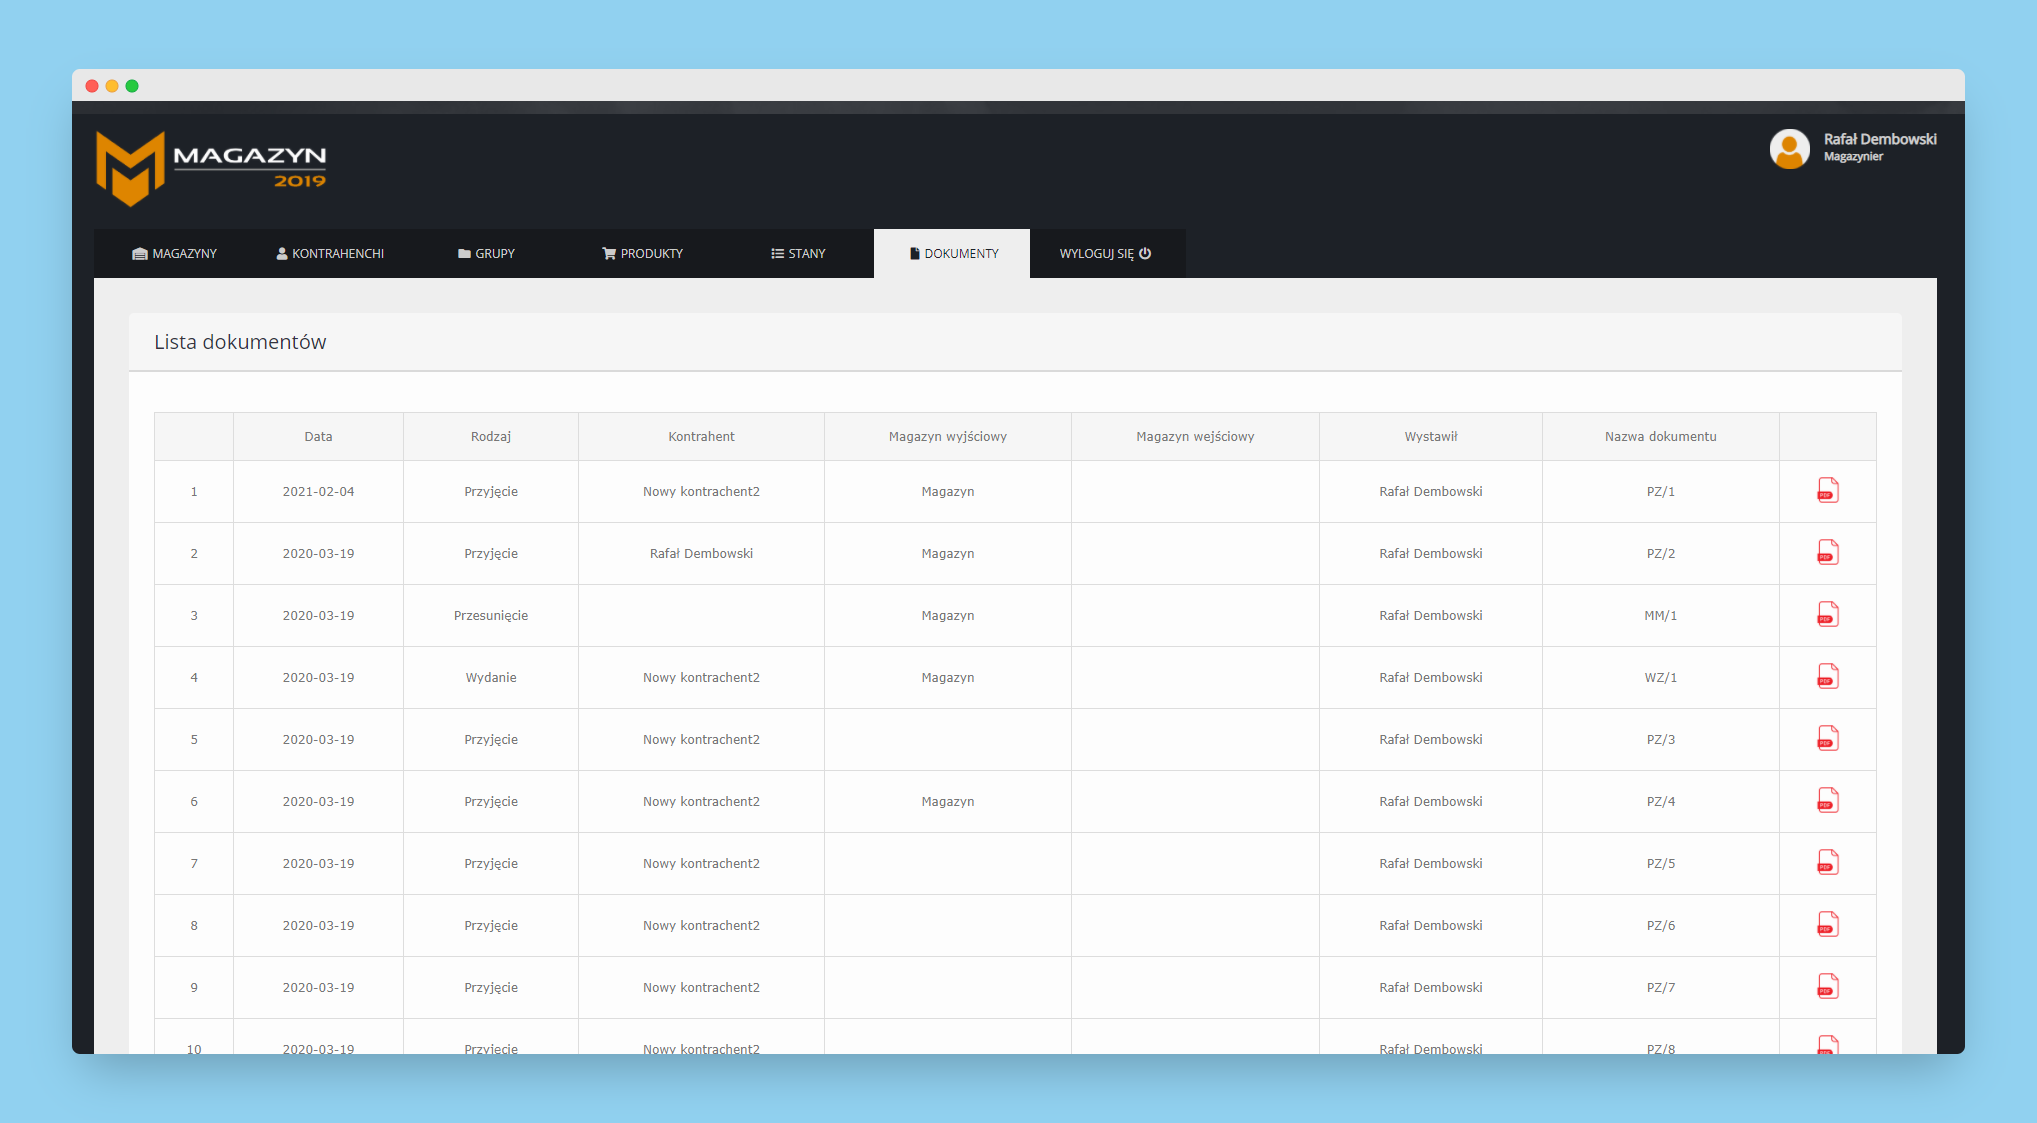 MAGAZYN
2019
Rafał Dembowski
Magazynier
MAGAZYNY KONTRAHENCHI GRUPY PRODUKTY STANY DOKUMENTY WYLOGUJ SIĘ
Lista dokumentów
Data Rodzaj Kontrahent Magazyn wyjściowy Magazyn wejściowy Wystawił Nazwa dokumentu
1 2021-02-04 Przyjęcie Nowy kontrachent2 Magazyn Rafał Dembowski PZ/1 PDF
2 2020-03-19 Przyjęcie Rafał Dembowski Magazyn Rafał Dembowski PZ/2 PDF
3 2020-03-19 Przesunięcie Magazyn Rafał Dembowski MM/1 PDF
4 2020-03-19 Wydanie Nowy kontrachent2 Magazyn Rafał Dembowski WZ/1 PDF
5 2020-03-19 Przyjęcie Nowy kontrachent2 Rafał Dembowski PZ/3 PDF
6 2020-03-19 Przyjęcie Nowy kontrachent2 Magazyn Rafał Dembowski PZ/4 PDF
7 2020-03-19 Przyjęcie Nowy kontrachent2 Rafał Dembowski PZ/5 PDF
8 2020-03-19 Przyjęcie Nowy kontrachent2 Rafał Dembowski PZ/6 PDF
9 2020-03-19 Przyjęcie Nowy kontrachent2 Rafał Dembowski PZ/7 PDF
10 2020-03-19 Przyjęcie Nowy kontrachent2 Rafał Dembowski PZ/8 PDF